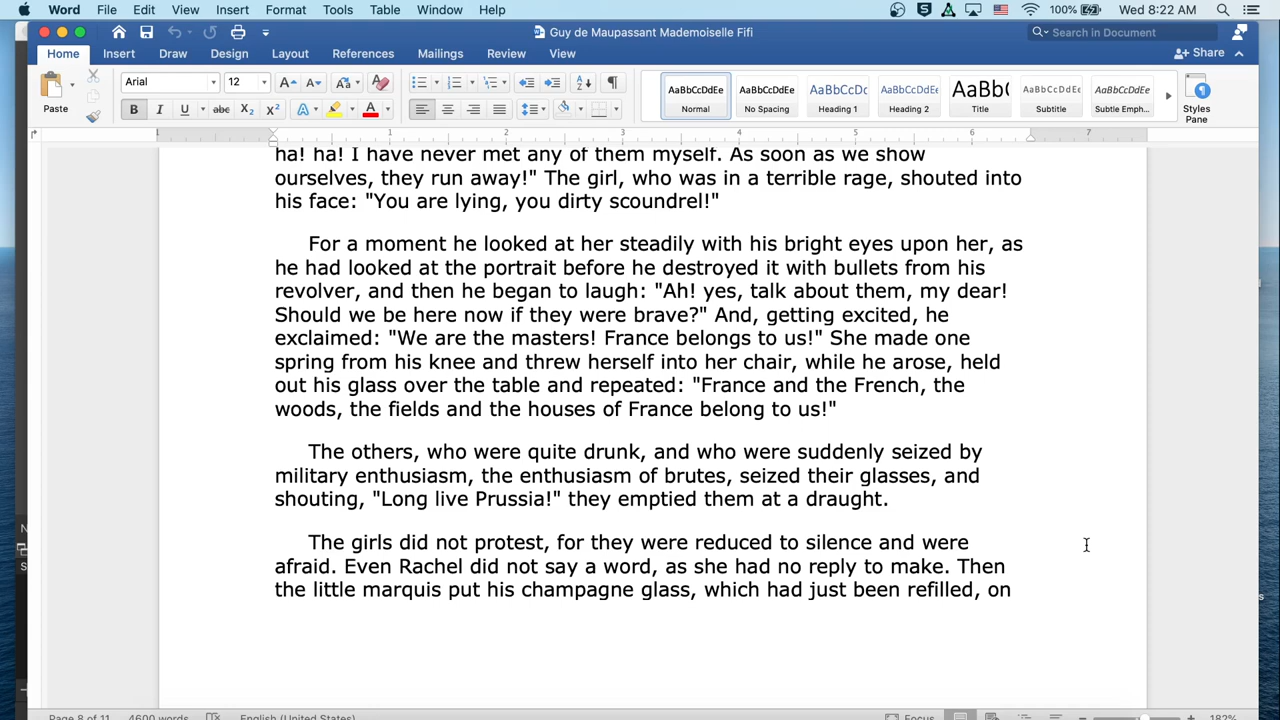 Word File Edit View Insert Format Tools Table Window Help 100% Wed 8:22 AM
Guy de Maupassant Mademoiselle Fifi Search in Document
Home Insert Draw Design Layout References Mailings Review View Share
Paste Arial 12 AaBbCcDdEe AaBbCcDdEe AaBbCcDc AaBbCcDdEe AaBbC AaBbCcDdEe AaBbCcDdEe
B I U abc X2 X2 A A Normal No Spacing Heading 1 Heading 2 Title Subtitle Subtle Emph... Styles Pane
1 1 2 3 4 5 6 7
ha! ha! I have never met any of them myself. As soon as we show
ourselves, they run away!" The girl, who was in a terrible rage, shouted into
his face: "You are lying, you dirty scoundrel!"
For a moment he looked at her steadily with his bright eyes upon her, as
he had looked at the portrait before he destroyed it with bullets from his
revolver, and then he began to laugh: "Ah! yes, talk about them, my dear!
Should we be here now if they were brave?" And, getting excited, he
exclaimed: "We are the masters! France belongs to us!" She made one
spring from his knee and threw herself into her chair, while he arose, held
out his glass over the table and repeated: "France and the French, the
woods, the fields and the houses of France belong to us!"
The others, who were quite drunk, and who were suddenly seized by
military enthusiasm, the enthusiasm of brutes, seized their glasses, and
shouting, "Long live Prussia!" they emptied them at a draught.
The girls did not protest, for they were reduced to silence and were
afraid. Even Rachel did not say a word, as she had no reply to make. Then
the little marquis put his champagne glass, which had just been refilled, on
Page 8 of 11 4600 words English (United States) Focus 182%